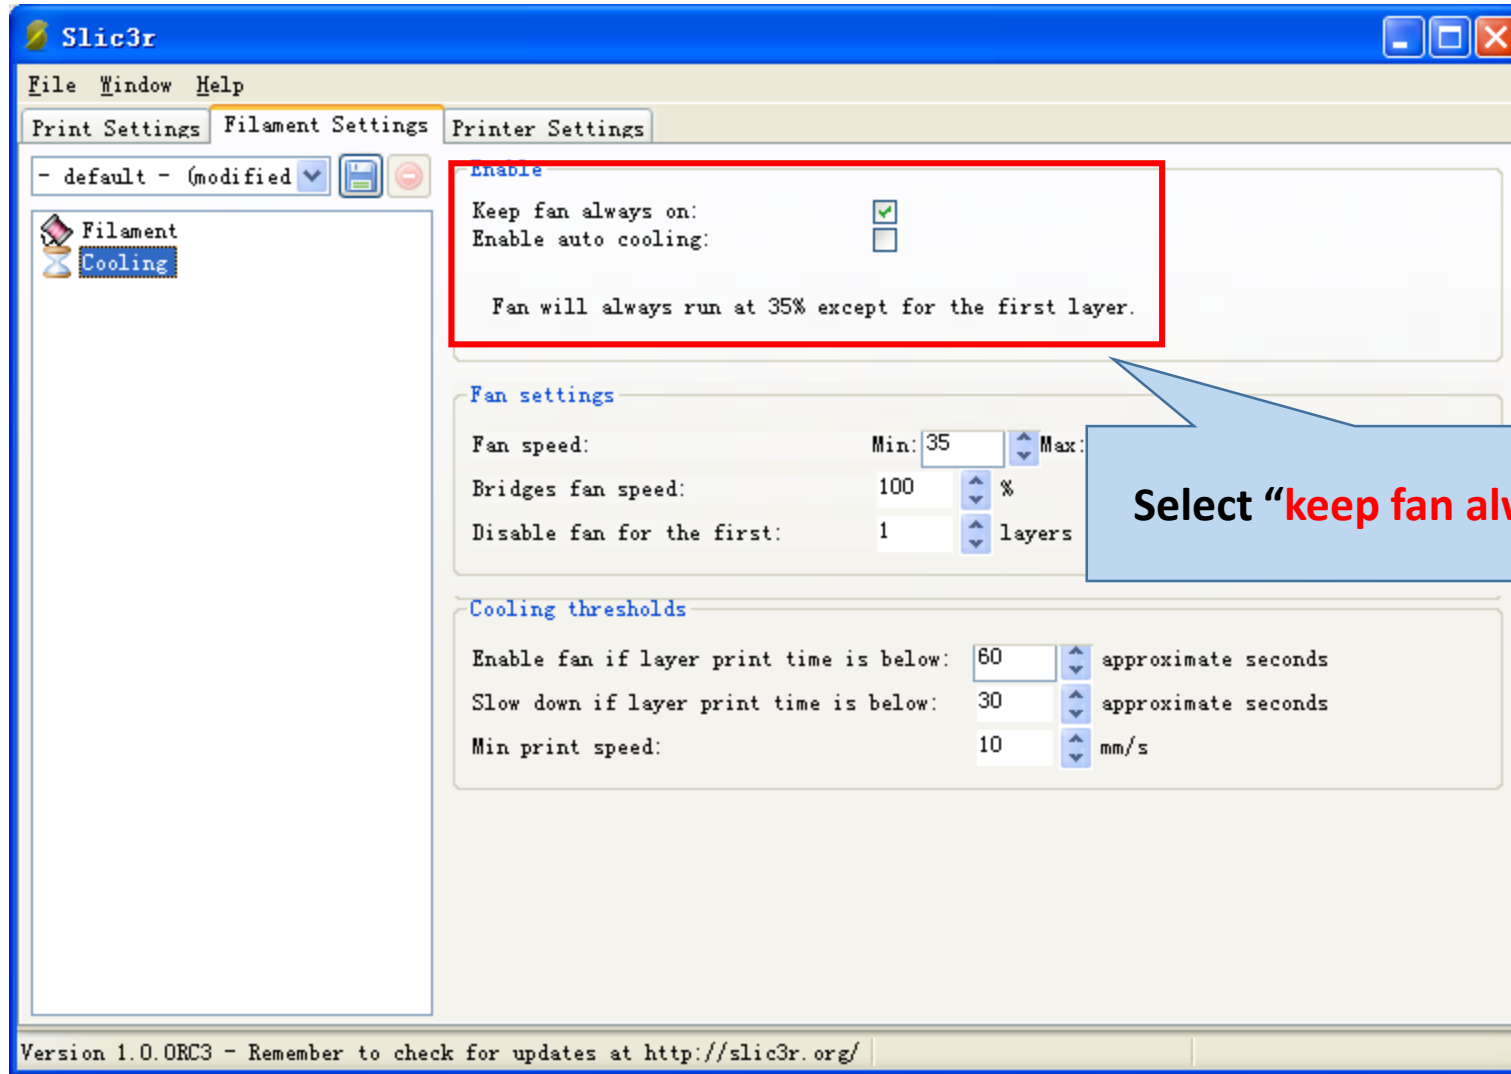 Slic3r
File Window Help
Print Settings Filament Settings Printer Settings
- default - (modified
Filament
Cooling
Enable
Keep fan always on:
Enable auto cooling:
Fan will always run at 35% except for the first layer.
Fan settings
Fan speed: Min: 35 Max:
Bridges fan speed: 100 %
Disable fan for the first: 1 layers
Select “keep fan alw
Cooling thresholds
Enable fan if layer print time is below: 60 approximate seconds
Slow down if layer print time is below: 30 approximate seconds
Min print speed: 10 mm/s
Version 1.0.0RC3 - Remember to check for updates at http://slic3r.org/